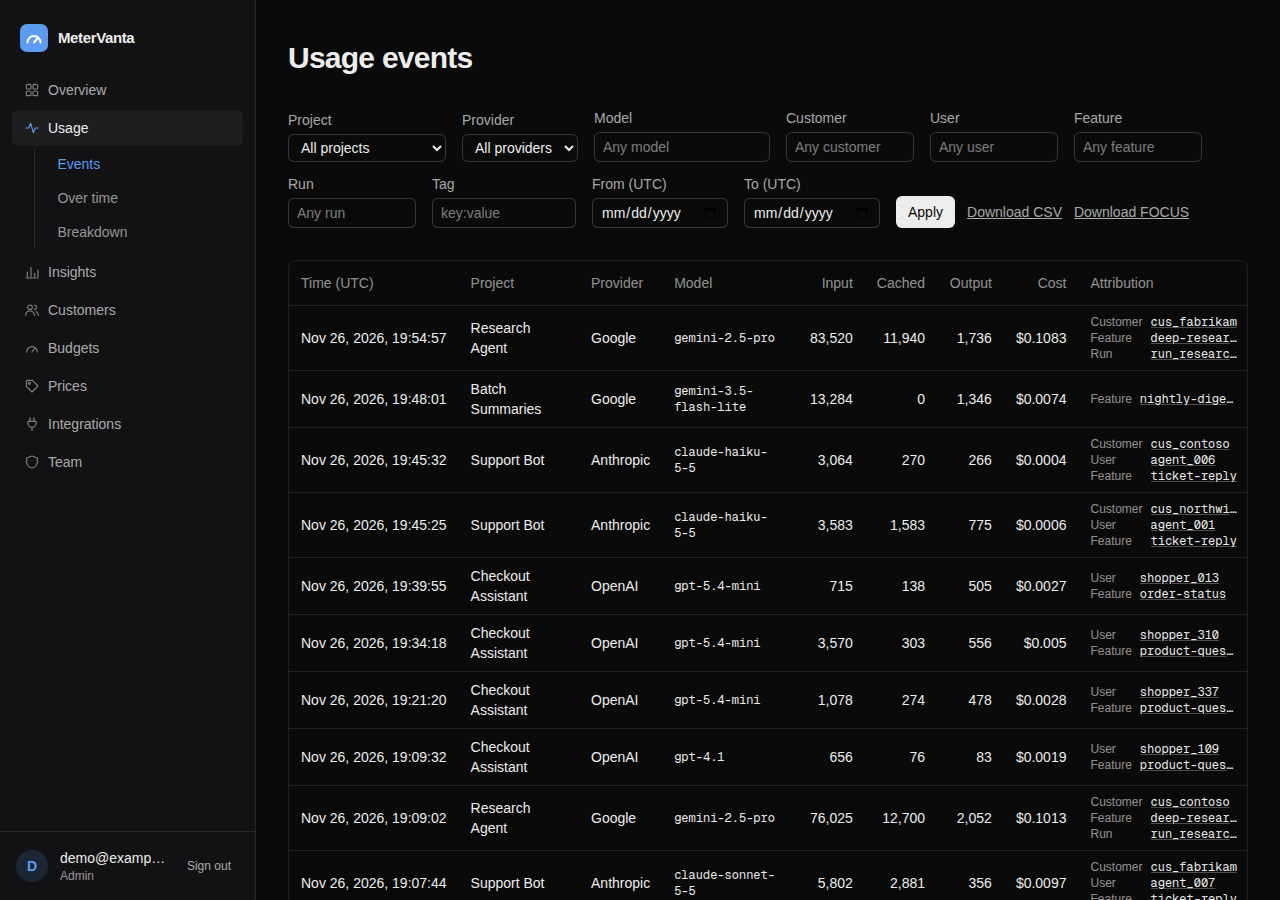 MeterVanta
Overview
Usage
Events
Over time
Breakdown
Insights
Customers
Budgets
Prices
Integrations
Team
demo@examp…
Admin
Sign out
Usage events
Project Provider Model Customer User Feature
All projects All providers Any model Any customer Any user Any feature
Run Tag From (UTC) To (UTC)
Any run key:value mm/dd/yyyy mm/dd/yyyy Apply Download CSV Download FOCUS
Time (UTC) Project Provider Model Input Cached Output Cost Attribution
Nov 26, 2026, 19:54:57 Research Agent Google gemini-2.5-pro 83,520 11,940 1,736 $0.1083 Customer cus_fabrikam
Feature deep-resear…
Run run_researc…
Nov 26, 2026, 19:48:01 Batch Summaries Google gemini-3.5-flash-lite 13,284 0 1,346 $0.0074 Feature nightly-dige…
Nov 26, 2026, 19:45:32 Support Bot Anthropic claude-haiku-5-5 3,064 270 266 $0.0004 Customer cus_contoso
User agent_006
Feature ticket-reply
Nov 26, 2026, 19:45:25 Support Bot Anthropic claude-haiku-5-5 3,583 1,583 775 $0.0006 Customer cus_northwi…
User agent_001
Feature ticket-reply
Nov 26, 2026, 19:39:55 Checkout Assistant OpenAI gpt-5.4-mini 715 138 505 $0.0027 User shopper_013
Feature order-status
Nov 26, 2026, 19:34:18 Checkout Assistant OpenAI gpt-5.4-mini 3,570 303 556 $0.005 User shopper_310
Feature product-ques…
Nov 26, 2026, 19:21:20 Checkout Assistant OpenAI gpt-5.4-mini 1,078 274 478 $0.0028 User shopper_337
Feature product-ques…
Nov 26, 2026, 19:09:32 Checkout Assistant OpenAI gpt-4.1 656 76 83 $0.0019 User shopper_109
Feature product-ques…
Nov 26, 2026, 19:09:02 Research Agent Google gemini-2.5-pro 76,025 12,700 2,052 $0.1013 Customer cus_contoso
Feature deep-resear…
Run run_researc…
Nov 26, 2026, 19:07:44 Support Bot Anthropic claude-sonnet-5-5 5,802 2,881 356 $0.0097 Customer cus_fabrikam
User agent_007
Feature ticket-reply
D